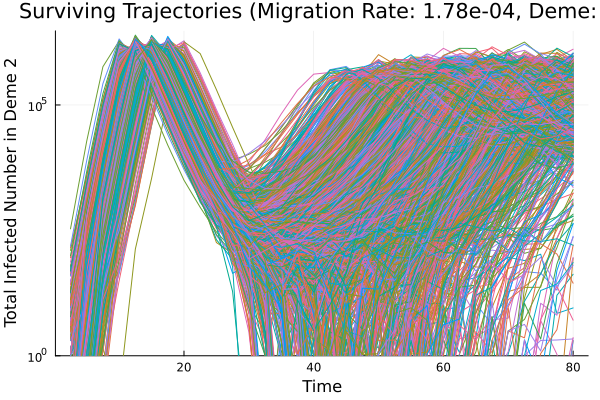 Surviving Trajectories (Migration Rate: 1.78e-04, Deme:
Total Infected Number in Deme 2
10^5
10^0
20 40 60 80
Time